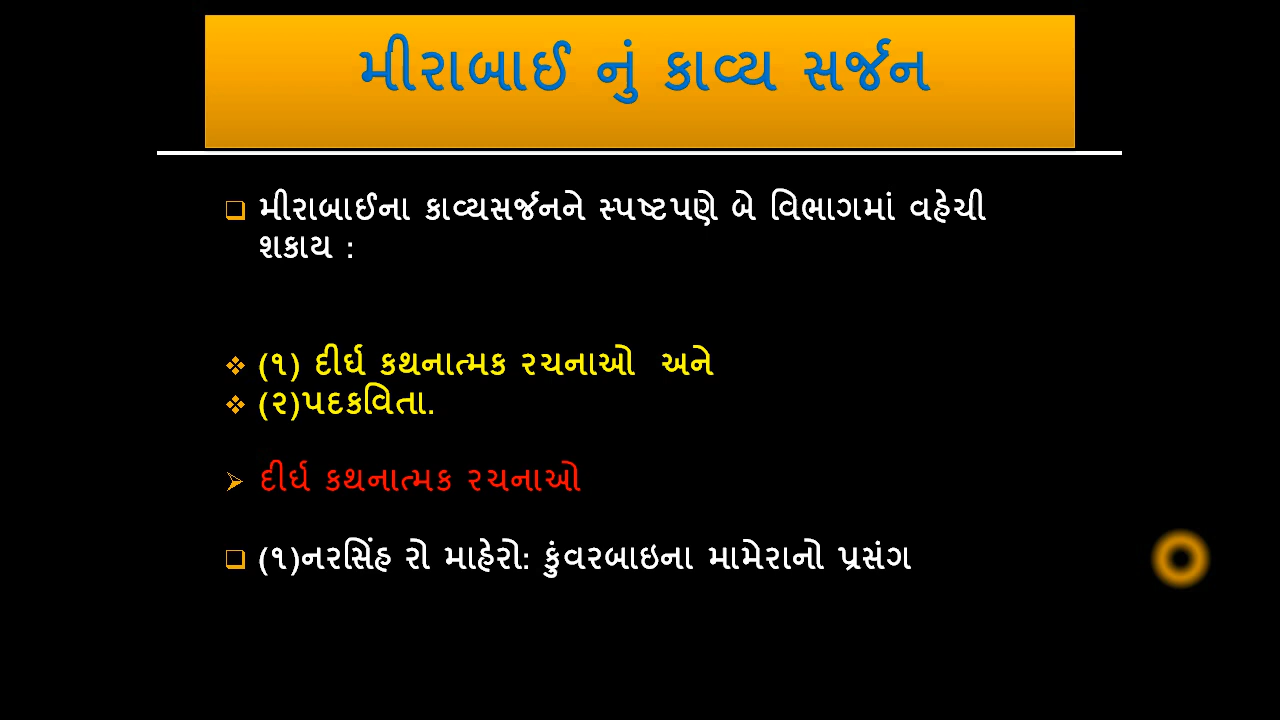 મીરાબાઈ નું કાવ્ય સર્જન
મીરાબાઈના કાવ્યસર્જનને સ્પષ્ટપણે બે વિભાગમાં વહેચી
શકાય :
(૧) દીર્ઘ કથનાત્મક રચનાઓ અને
(૨)પદકવિતા.
દીર્ઘ કથનાત્મક રચનાઓ
(૧)નરસિંહ રો માહેરો: કુંવરબાઇના મામેરાનો પ્રસંગ